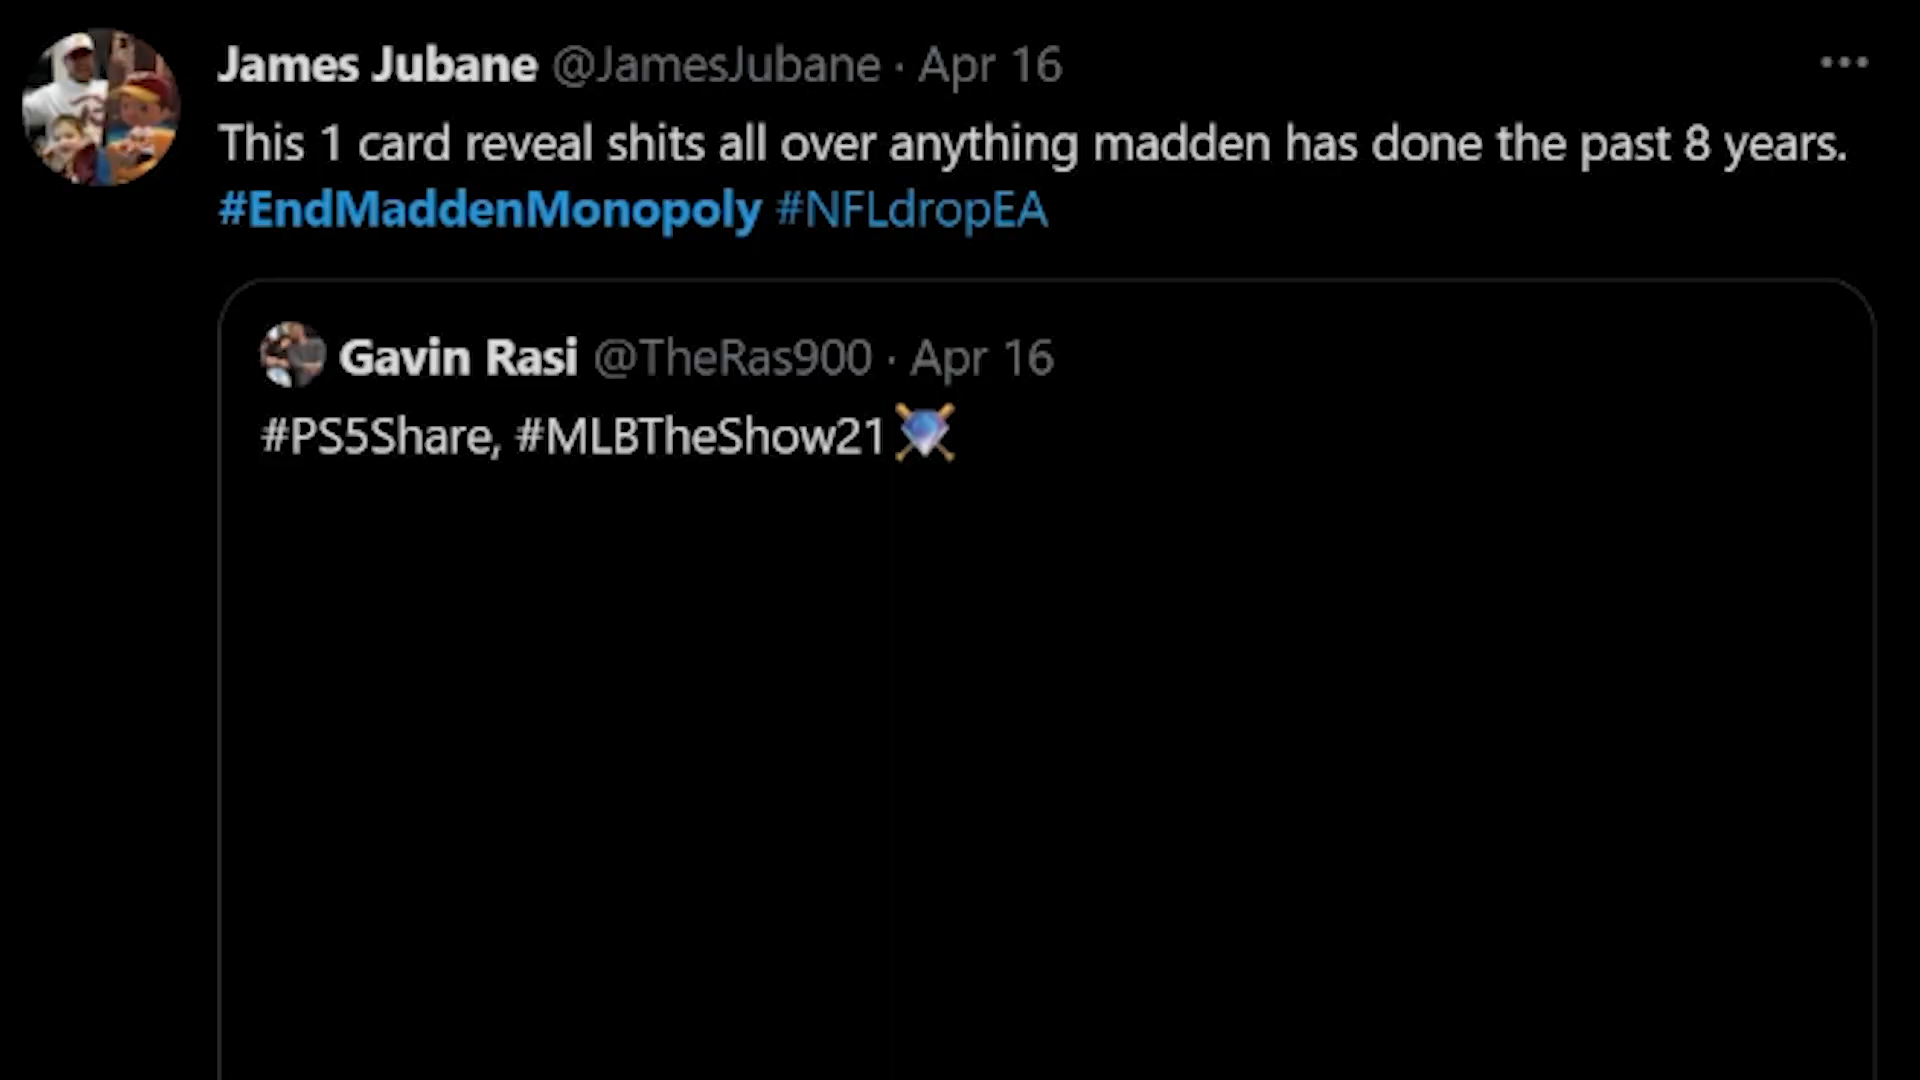 James Jubane @JamesJubane · Apr 16
This 1 card reveal shits all over anything madden has done the past 8 years.
#EndMaddenMonopoly #NFLdropEA
Gavin Rasi @TheRas900 · Apr 16
#PS5Share, #MLBTheShow21